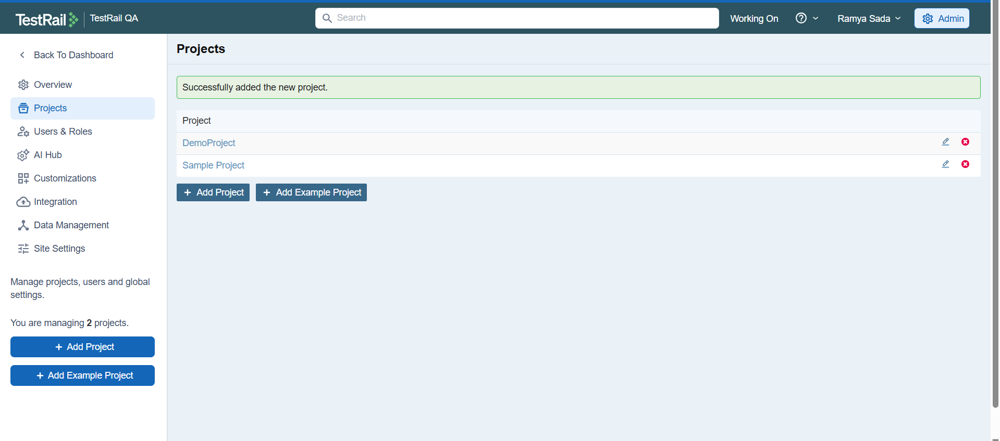 TestRail TestRail QA Search Working On Ramya Sada Admin
Back To Dashboard
Overview
Projects
Users & Roles
AI Hub
Customizations
Integration
Data Management
Site Settings
Manage projects, users and global
settings.
You are managing 2 projects.
+ Add Project
+ Add Example Project
Projects
Successfully added the new project.
Project
DemoProject
Sample Project
+ Add Project + Add Example Project